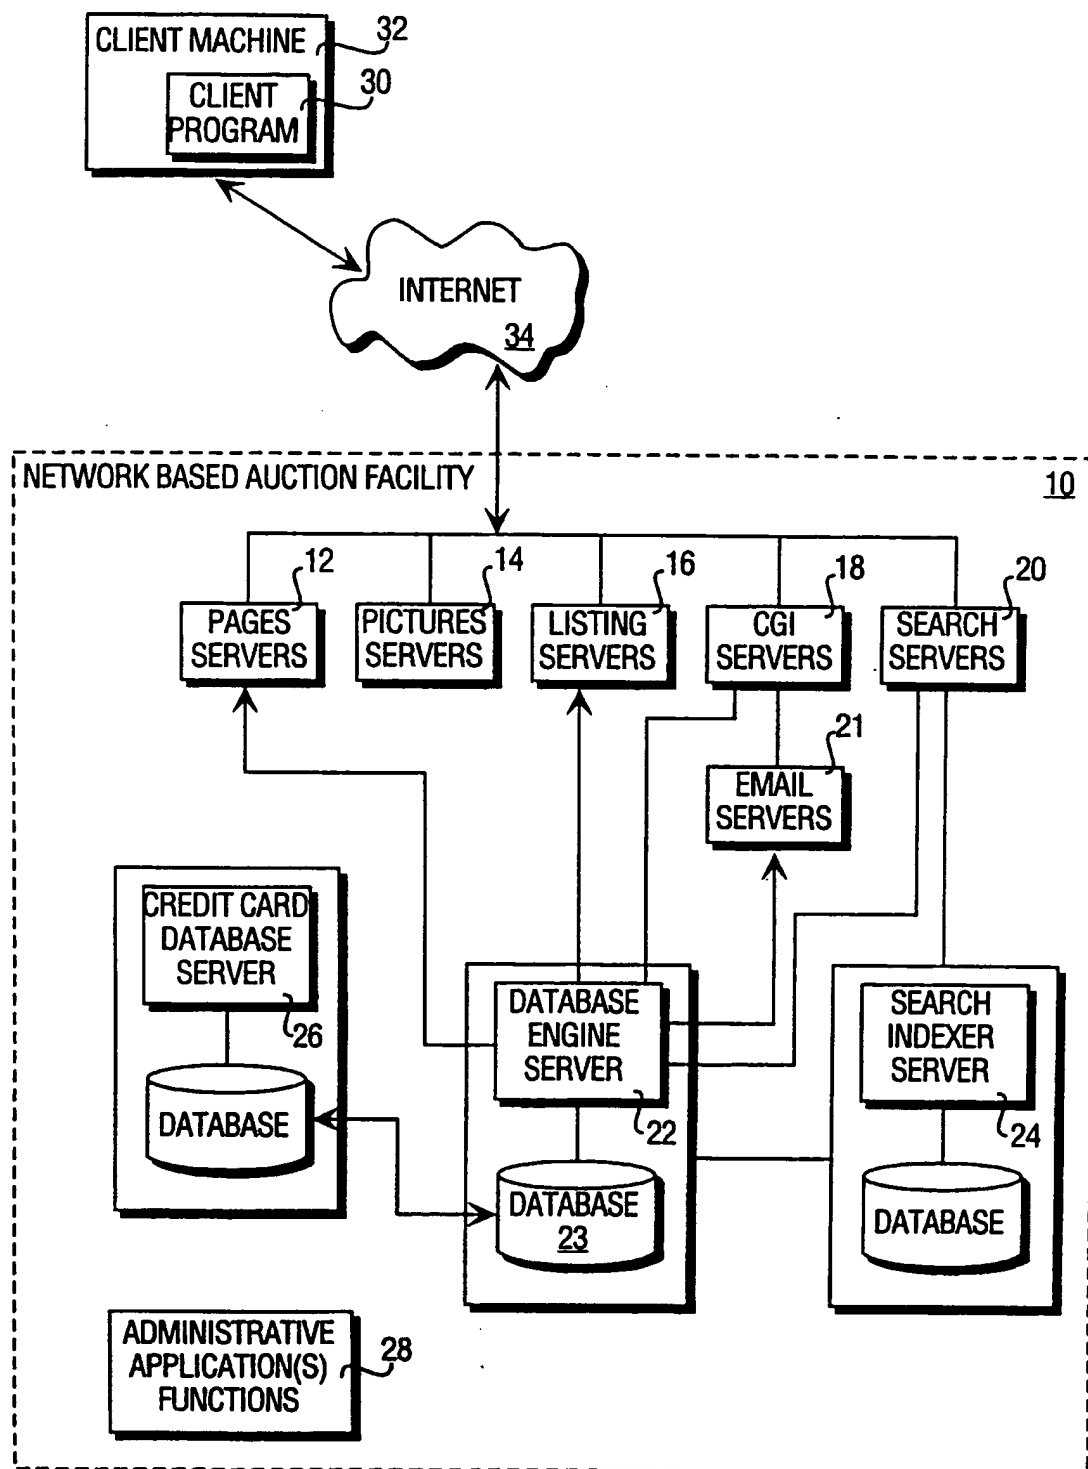 CLIENT MACHINE
32
CLIENT
PROGRAM
30
INTERNET
34
NETWORK BASED AUCTION FACILITY
10
12
14
16
18
20
PAGES
SERVERS
PICTURES
SERVERS
LISTING
SERVERS
CGI
SERVERS
SEARCH
SERVERS
21
EMAIL
SERVERS
CREDIT CARD
DATABASE
SERVER
26
DATABASE
DATABASE
ENGINE
SERVER
22
DATABASE
23
SEARCH
INDEXER
SERVER
24
DATABASE
ADMINISTRATIVE
APPLICATION(S)
FUNCTIONS
28